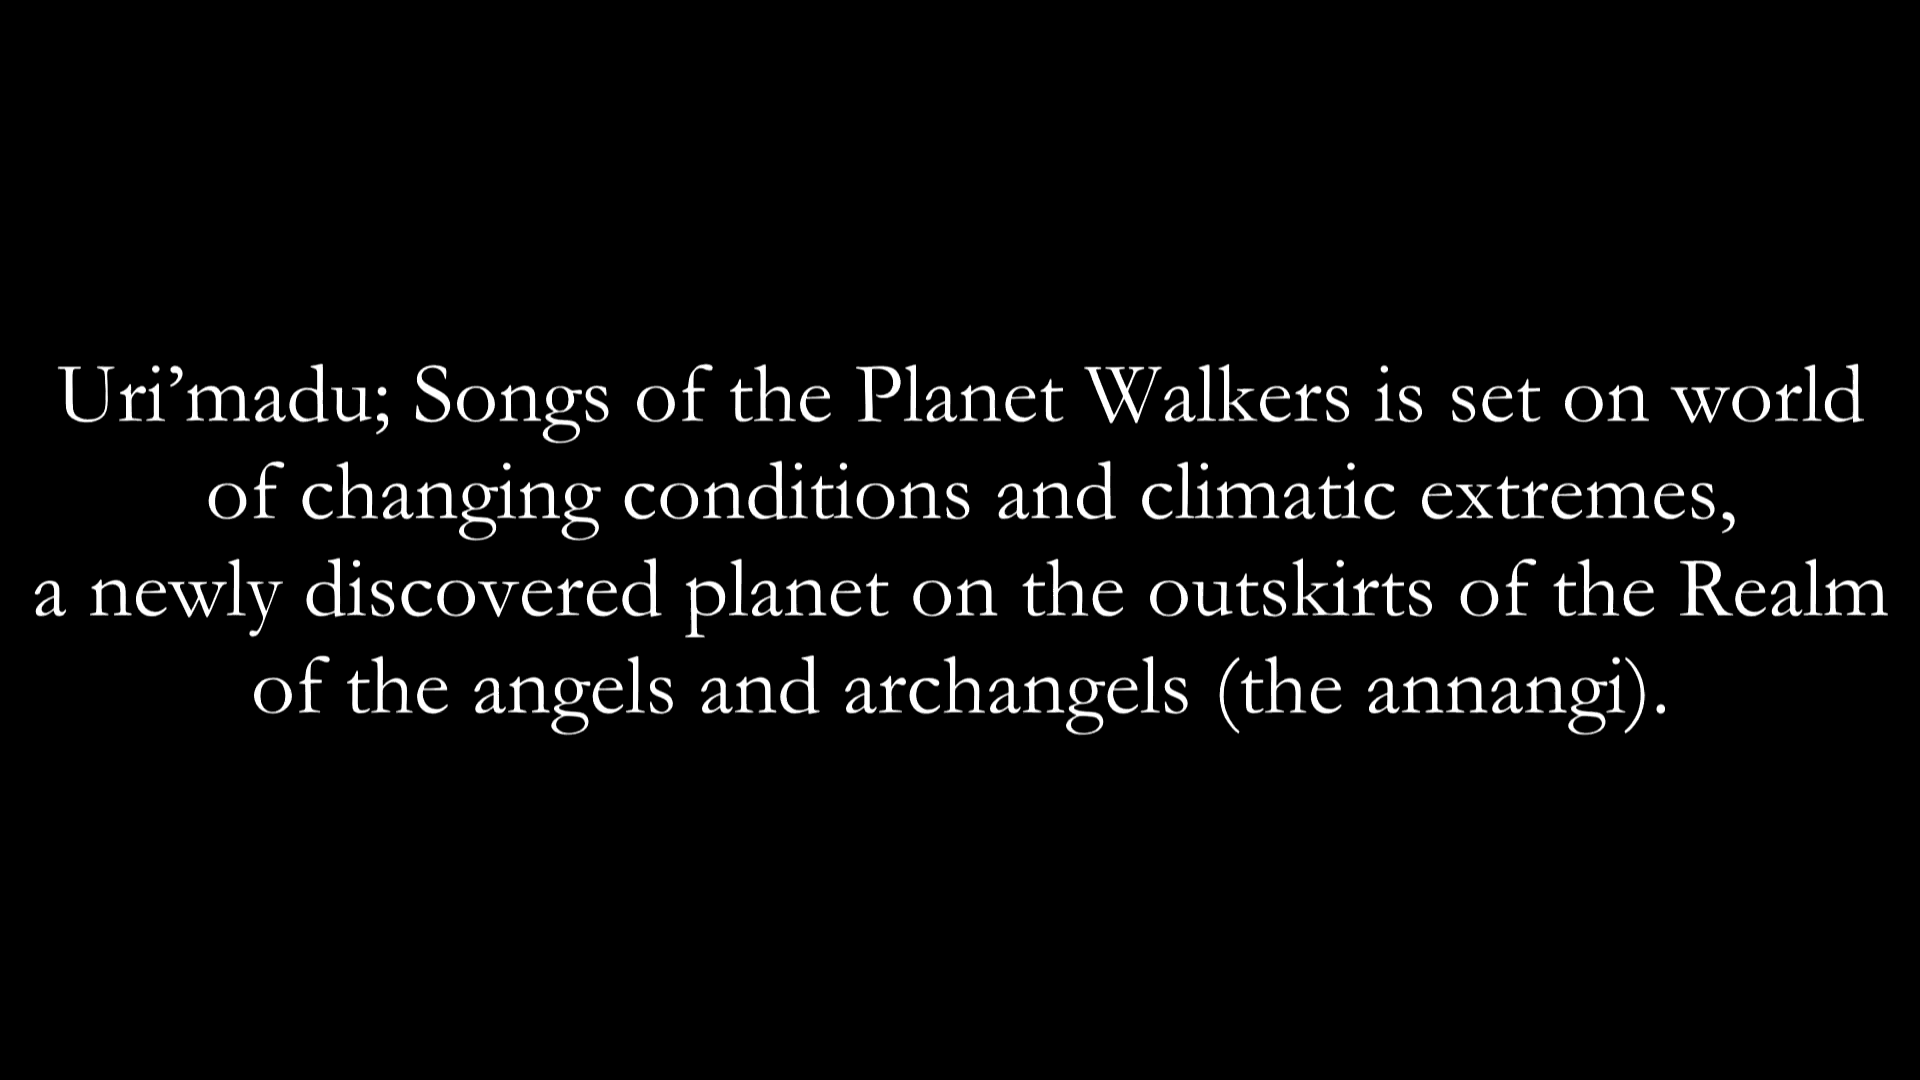 Uri’madu; Songs of the Planet Walkers is set on world
of changing conditions and climatic extremes,
a newly discovered planet on the outskirts of the Realm
of the angels and archangels (the annangi).